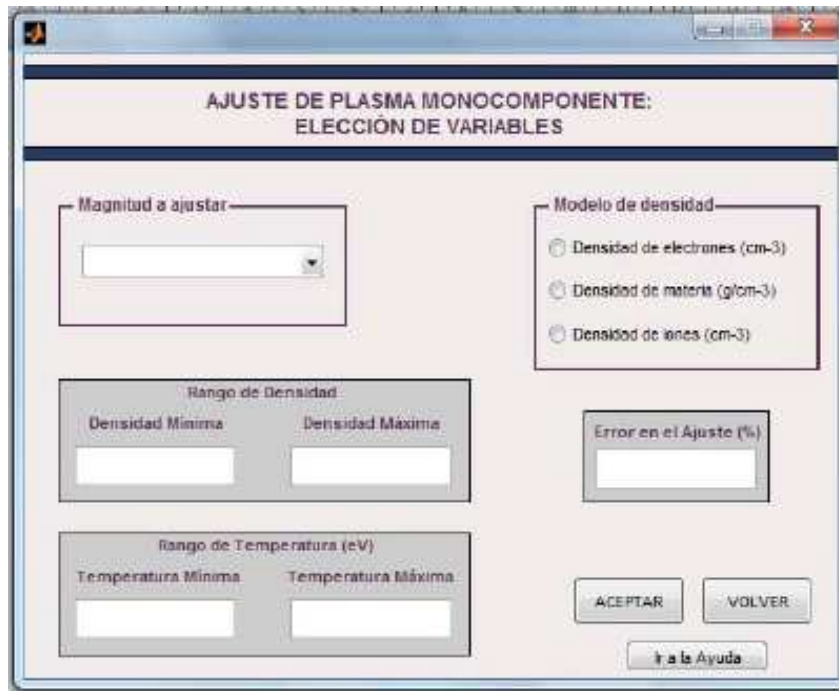 AJUSTE DE PLASMA MONOCOMPONENTE:
ELECCIÓN DE VARIABLES
Magnitud a ajustar
Modelo de densidad
Densidad de electrones (cm-3)
Densidad de materia (g/cm-3)
Densidad de iones (cm-3)
Rango de Densidad
Densidad Mínima
Densidad Máxima
Error en el Ajuste (%)
Rango de Temperatura (eV)
Temperatura Mínima
Temperatura Máxima
ACEPTAR
VOLVER
Ir a la Ayuda